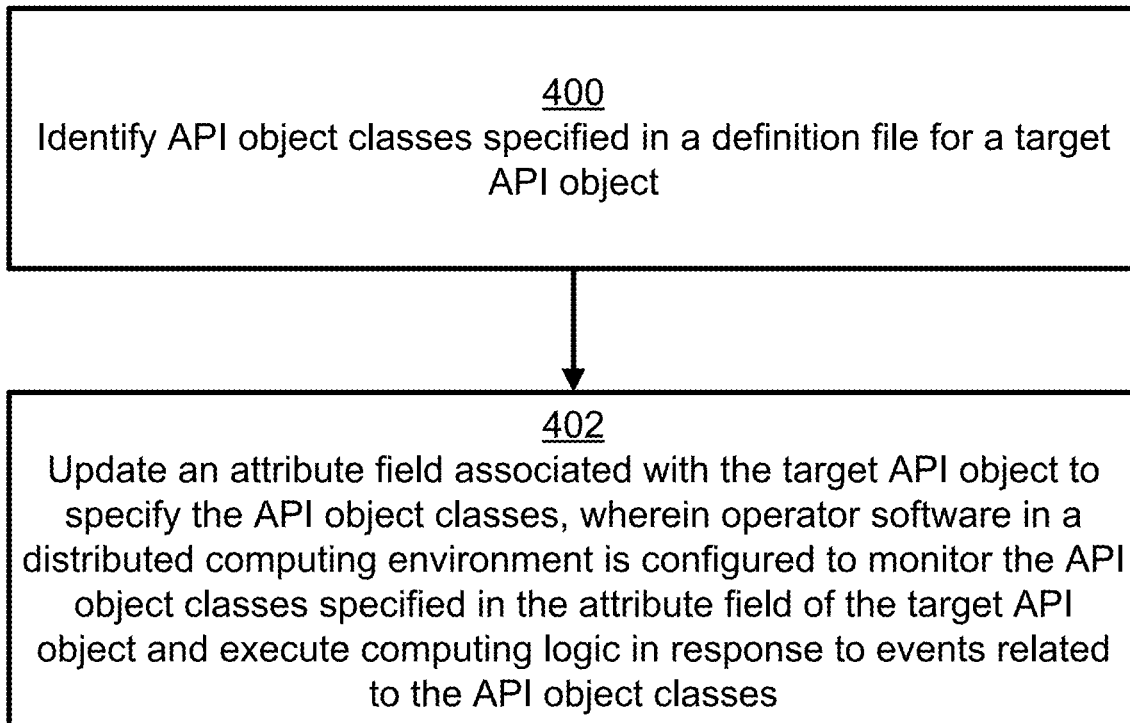 400
Identify API object classes specified in a definition file for a target
API object
402
Update an attribute field associated with the target API object to
specify the API object classes, wherein operator software in a
distributed computing environment is configured to monitor the API
object classes specified in the attribute field of the target API
object and execute computing logic in response to events related
to the API object classes